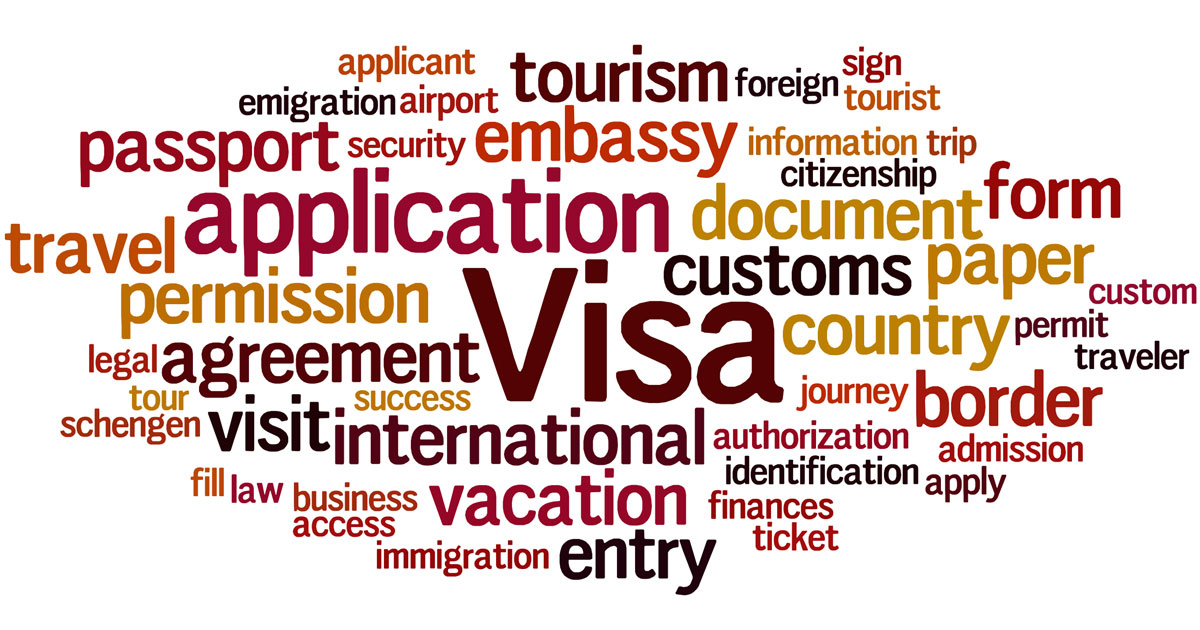 applicant tourism foreign sign
emigration airport tourist
passport security embassy information trip
citizenship
application document form
travel customs paper
permission Visa country custom
permit
legal agreement traveler
tour success journey border
schengen visit international authorization admission
identification apply
fill law business vacation finances
access ticket
immigration entry